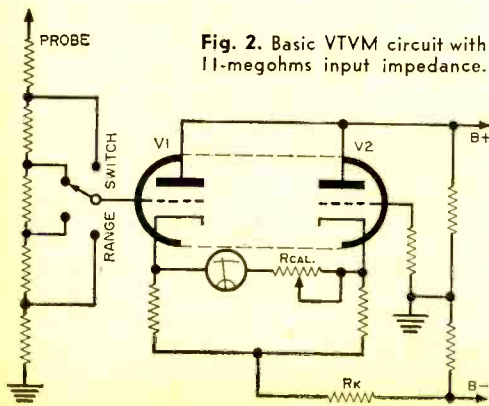 PROBE
Fig. 2. Basic VTVM circuit with
11-megohms input impedance.
SWITCH
RANGE
V1
V2
B+
RCAL.
RK
B-